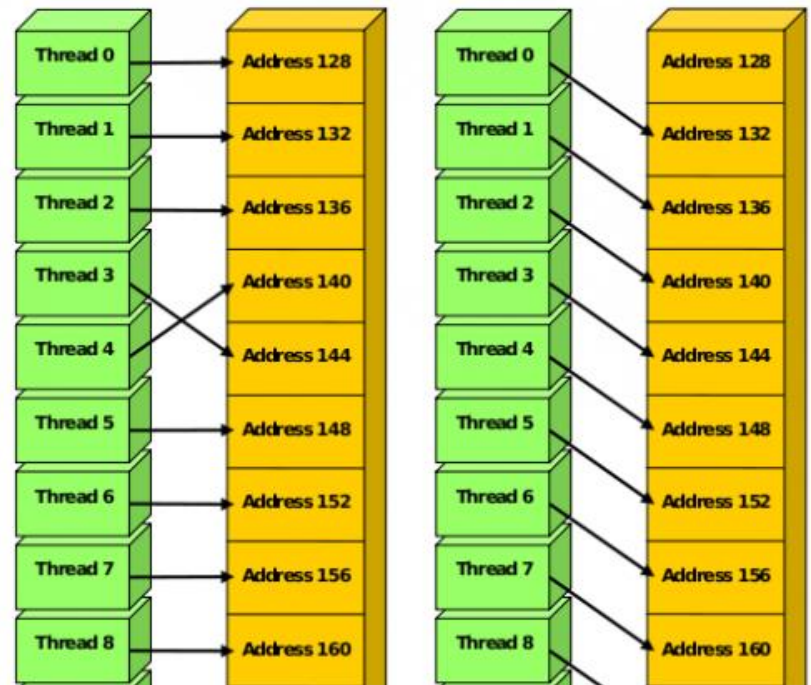 Thread 0
Address 128
Thread 1
Address 132
Thread 2
Address 136
Thread 3
Address 140
Thread 4
Address 144
Thread 5
Address 148
Thread 6
Address 152
Thread 7
Address 156
Thread 8
Address 160
Thread 0
Address 128
Thread 1
Address 132
Thread 2
Address 136
Thread 3
Address 140
Thread 4
Address 144
Thread 5
Address 148
Thread 6
Address 152
Thread 7
Address 156
Thread 8
Address 160